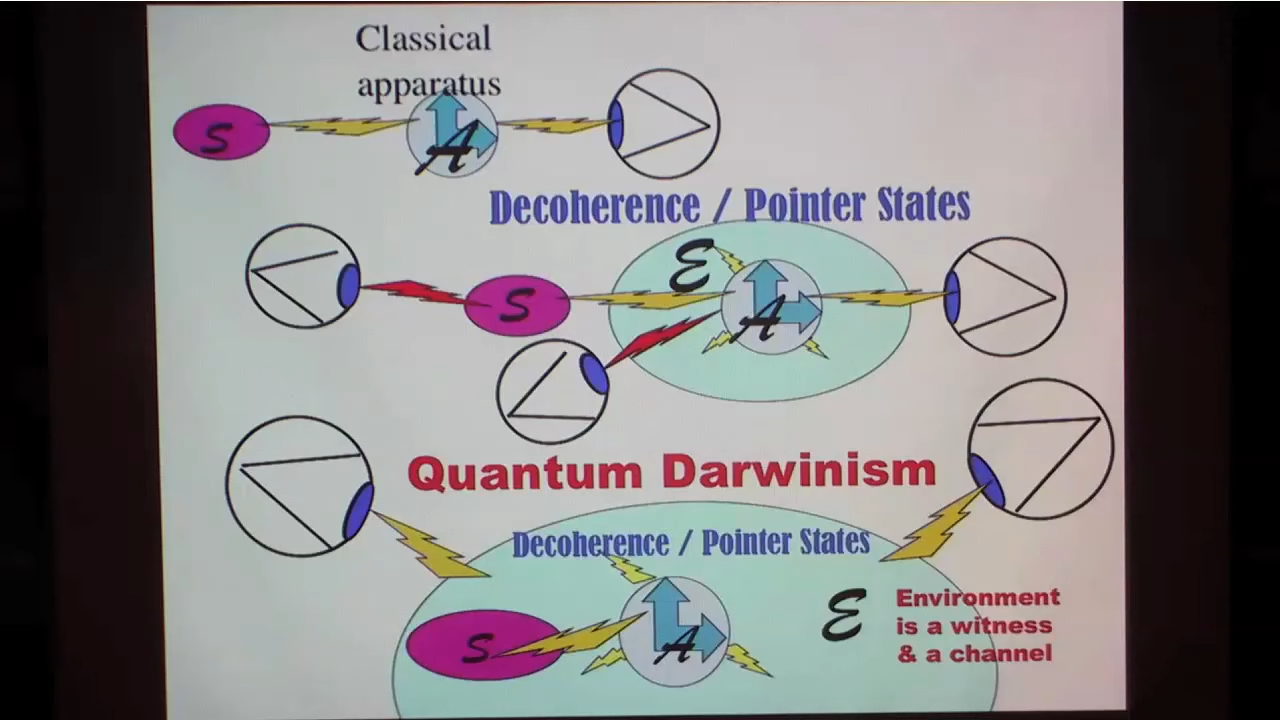 Classical
apparatus
S
A
Decoherence / Pointer States
E
S
A
Quantum Darwinism
Decoherence / Pointer States
E
Environment
is a witness
& a channel
S
A